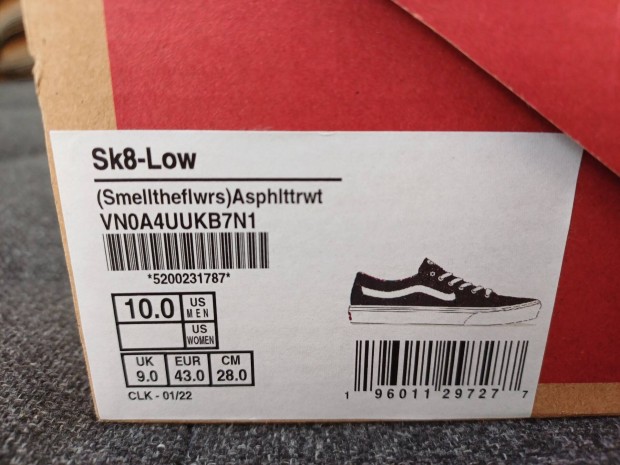 Sk8-Low
(Smelltheflwrs)Asphlttrwt
VN0A4UUKB7N1
*5200231787*
10.0 US MEN
US WOMEN
UK EUR CM
9.0 43.0 28.0
CLK - 01/22
1 96011 29727 7